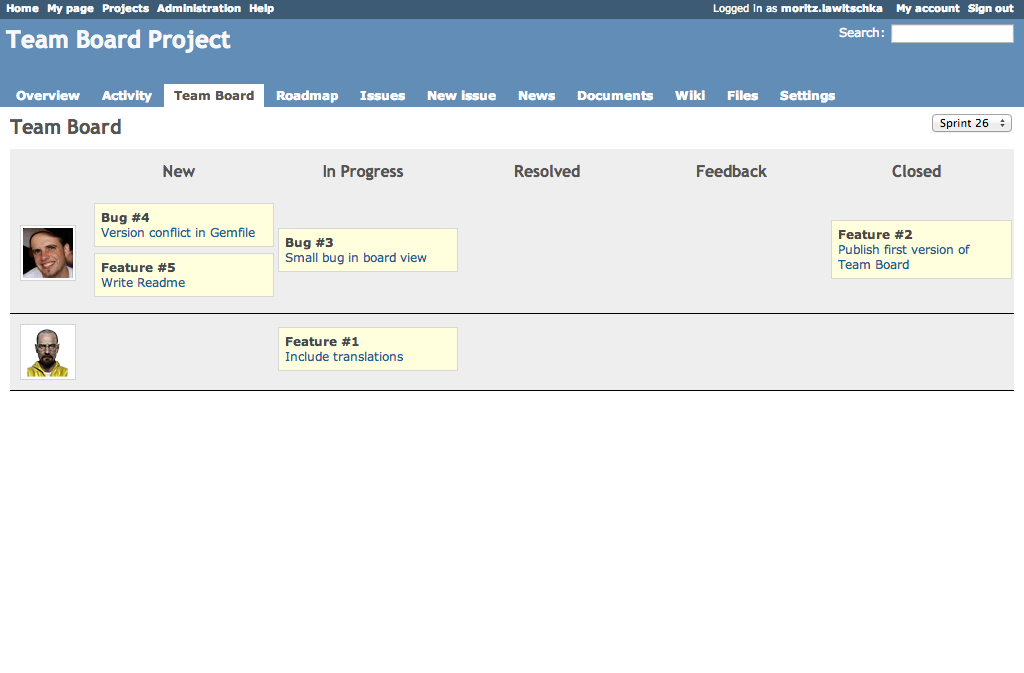 Home My page Projects Administration Help Logged in as moritz.lawitschka My account Sign out
Team Board Project Search:
Overview Activity Team Board Roadmap Issues New issue News Documents Wiki Files Settings
Team Board Sprint 26
New In Progress Resolved Feedback Closed
Bug #4
Version conflict in Gemfile
Feature #5
Write Readme
Bug #3
Small bug in board view
Feature #2
Publish first version of
Team Board
Feature #1
Include translations